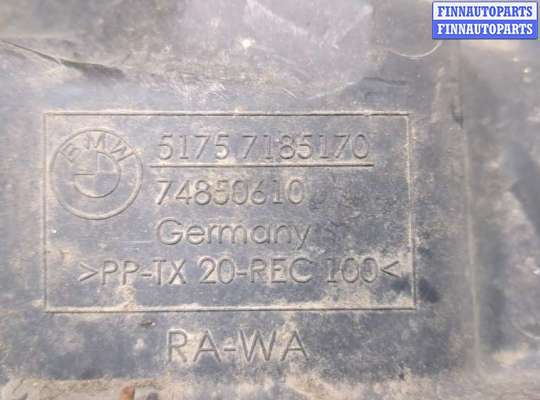 FINNAUTOPARTS
FINNAUTOPARTS
BMW
5175 7185170
74850610
Germany
>PP-TX 20-REC 100<
RA-WA